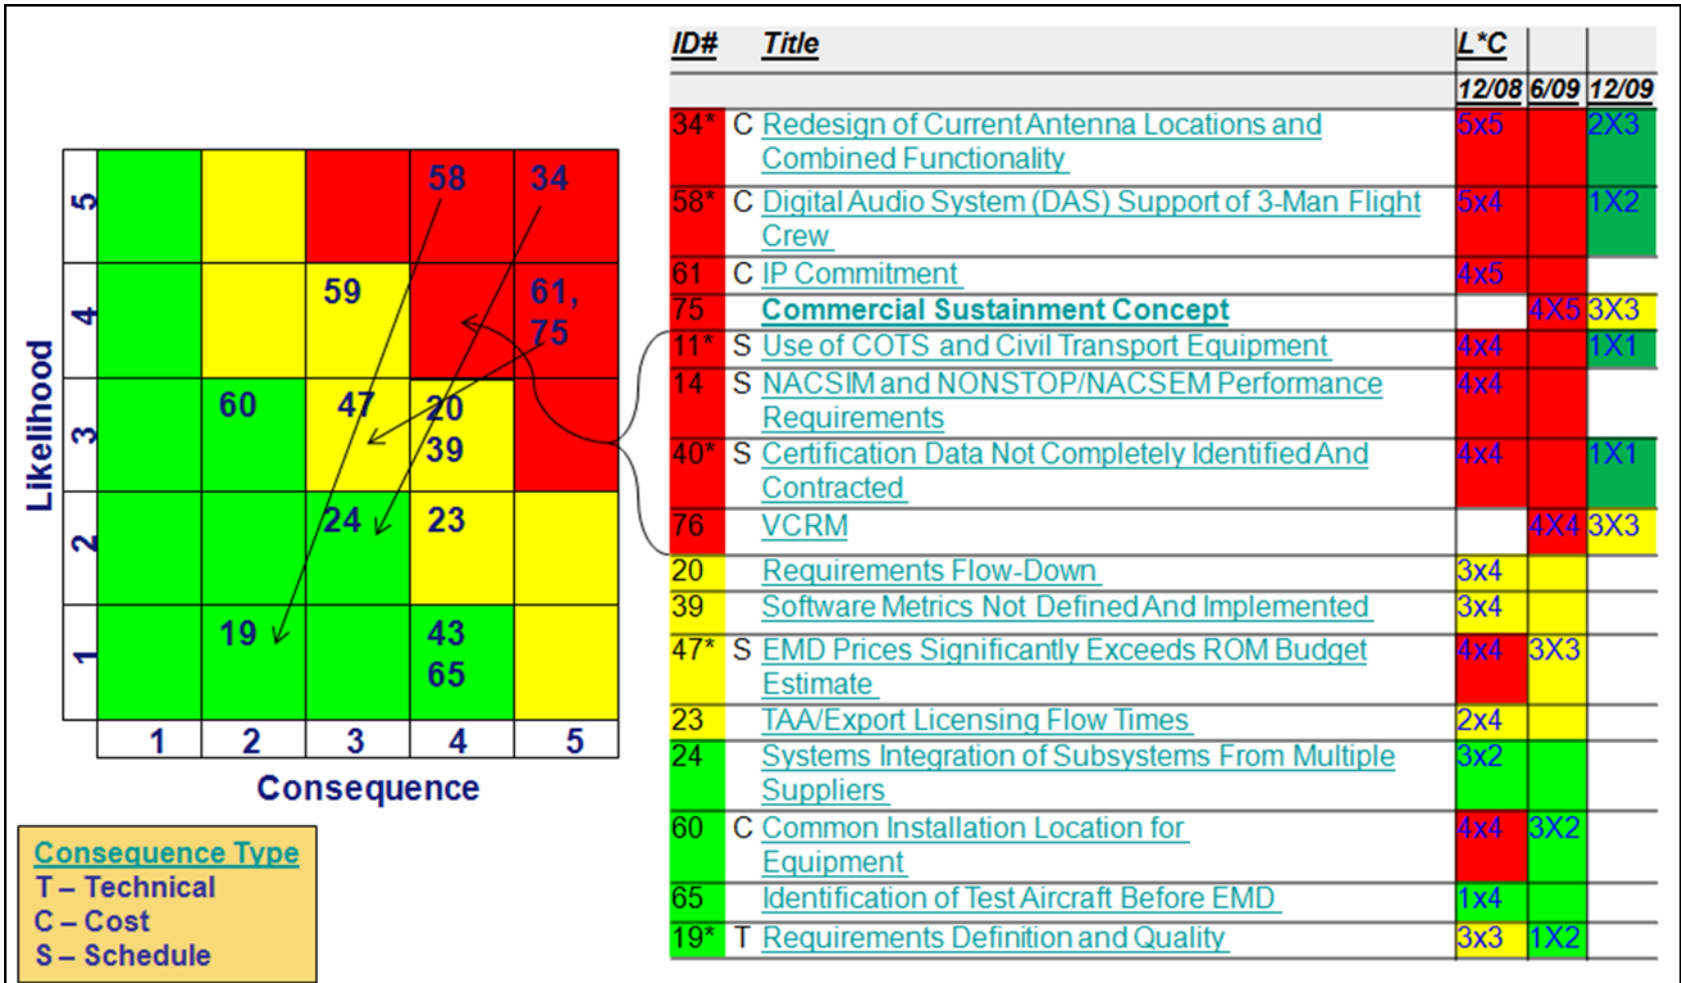 5
58
34
4
59
61,
75
Likelihood
3
60
47
20
39
2
24
23
1
19
43
65
1
2
3
4
5
Consequence
Consequence Type
T – Technical
C – Cost
S – Schedule
ID# Title L*C
12/08 6/09 12/09
34* C Redesign of Current Antenna Locations and 5x5 2X3
Combined Functionality
58* C Digital Audio System (DAS) Support of 3-Man Flight 5x4 1X2
Crew
61 C IP Commitment 4x5
75 Commercial Sustainment Concept 4X5 3X3
11* S Use of COTS and Civil Transport Equipment 4x4 1X1
14 S NACSIM and NONSTOP/NACSEM Performance 4x4
Requirements
40* S Certification Data Not Completely Identified And 4x4 1X1
Contracted
76 VCRM 4X4 3X3
20 Requirements Flow-Down 3x4
39 Software Metrics Not Defined And Implemented 3x4
47* S EMD Prices Significantly Exceeds ROM Budget 4x4 3X3
Estimate
23 TAA/Export Licensing Flow Times 2x4
24 Systems Integration of Subsystems From Multiple 3x2
Suppliers
60 C Common Installation Location for 4x4 3X2
Equipment
65 Identification of Test Aircraft Before EMD 1x4
19* T Requirements Definition and Quality 3x3 1X2